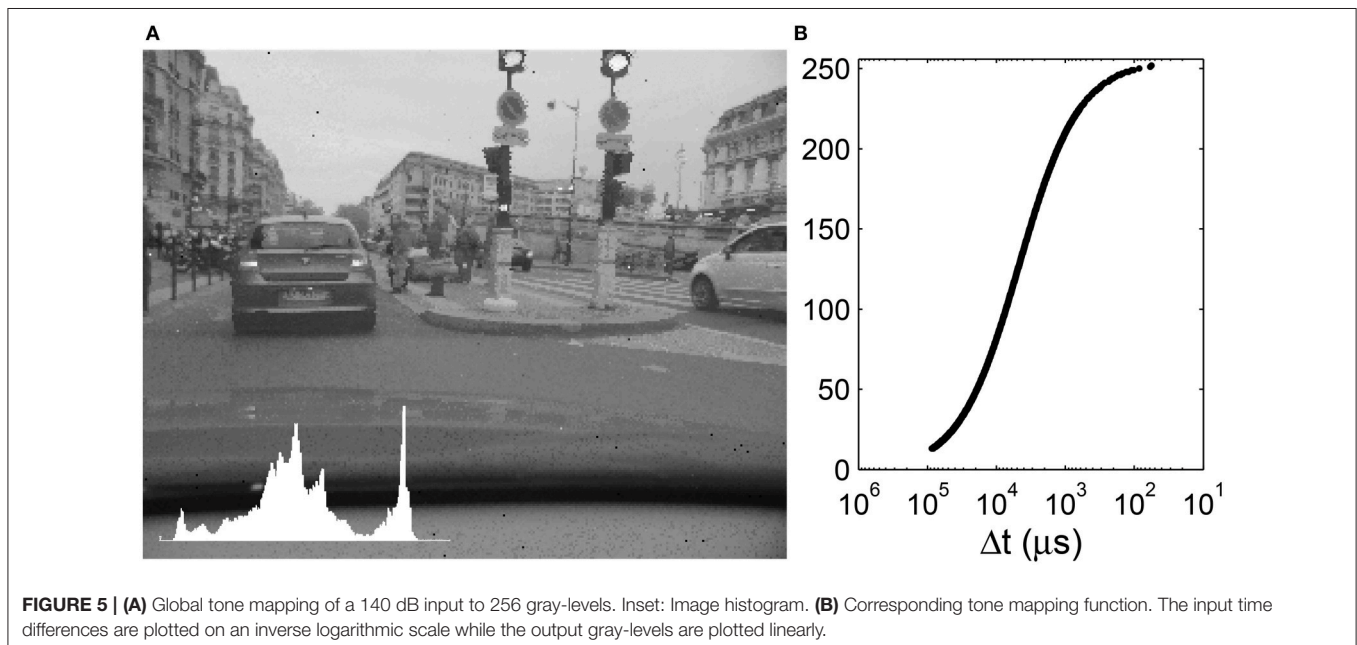 A
B
250
200
150
100
50
0
10^6 10^5 10^4 10^3 10^2 10^1
Δt (μs)
FIGURE 5 | (A) Global tone mapping of a 140 dB input to 256 gray-levels. Inset: Image histogram. (B) Corresponding tone mapping function. The input time
differences are plotted on an inverse logarithmic scale while the output gray-levels are plotted linearly.